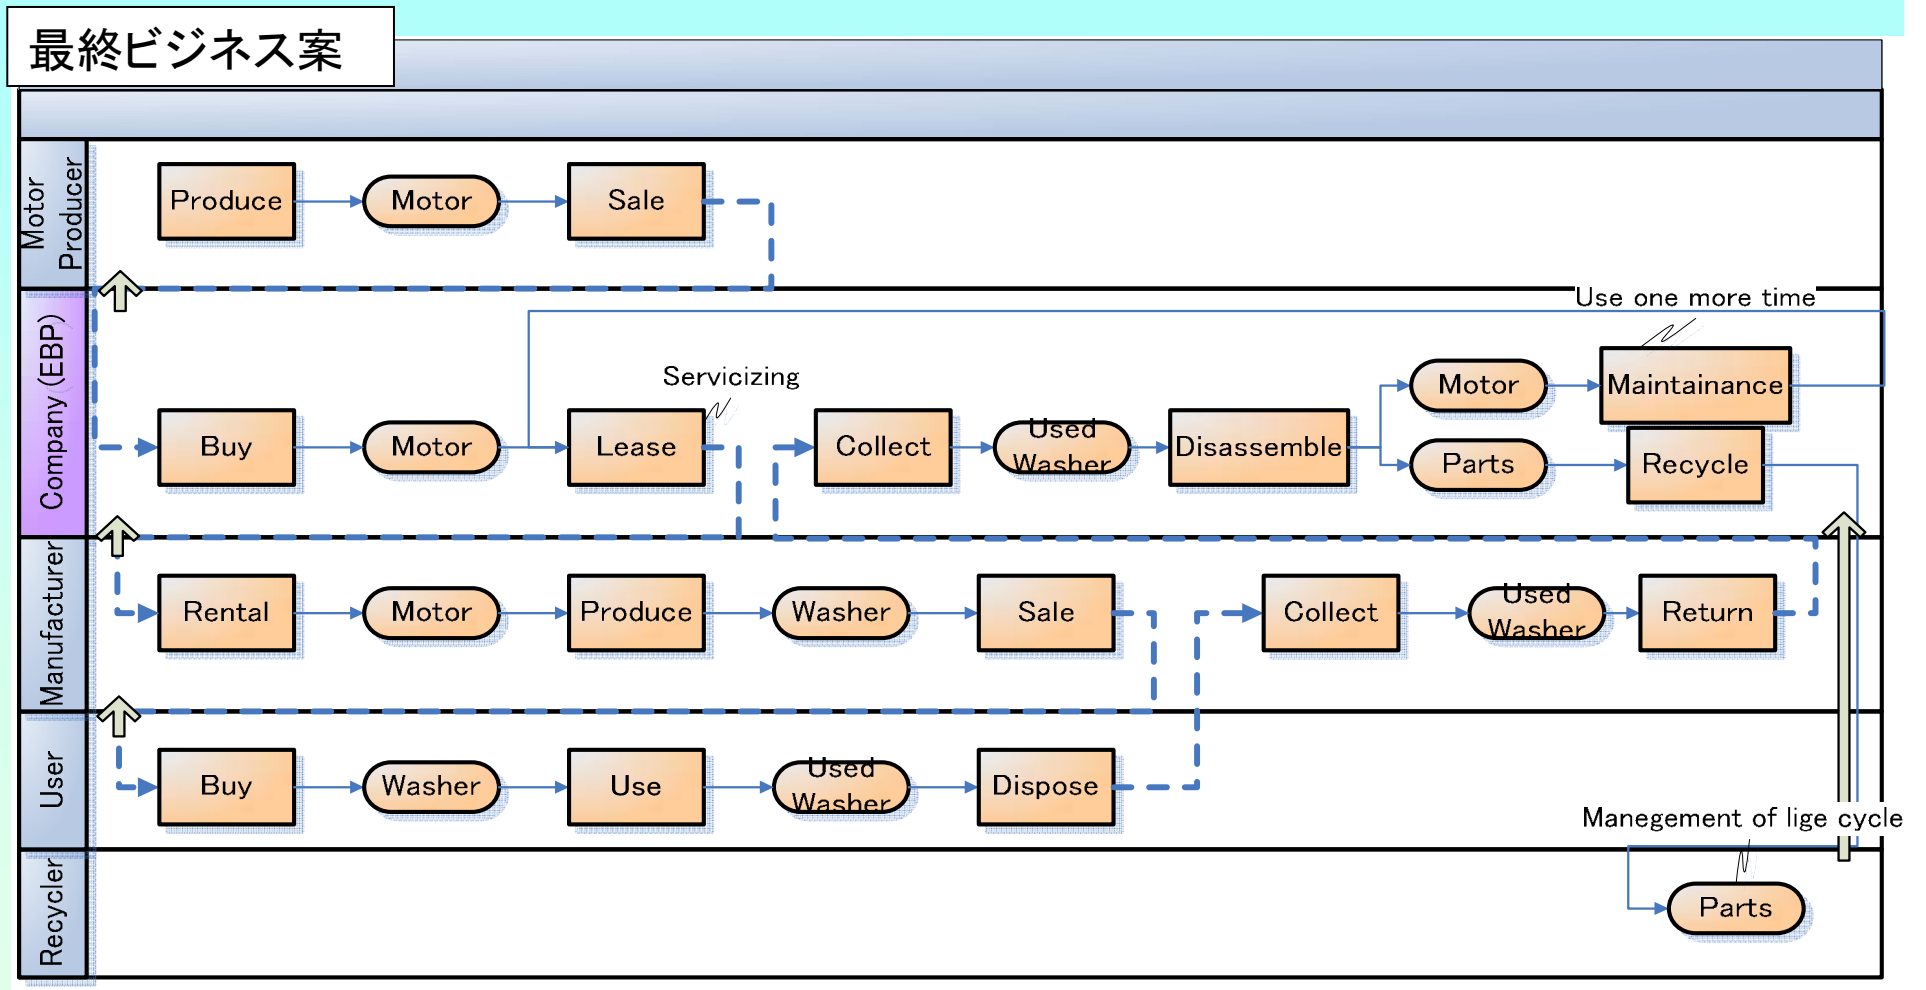 最終ビジネス案
Motor
Producer
Produce
Motor
Sale
Company(EBP)
Use one more time
Servicizing
Buy
Motor
Lease
Collect
Used
Washer
Disassemble
Motor
Maintainance
Parts
Recycle
Manufacturer
Rental
Motor
Produce
Washer
Sale
Collect
Used
Washer
Return
User
Buy
Washer
Use
Used
Washer
Dispose
Manegement of lige cycle
Recycler
Parts